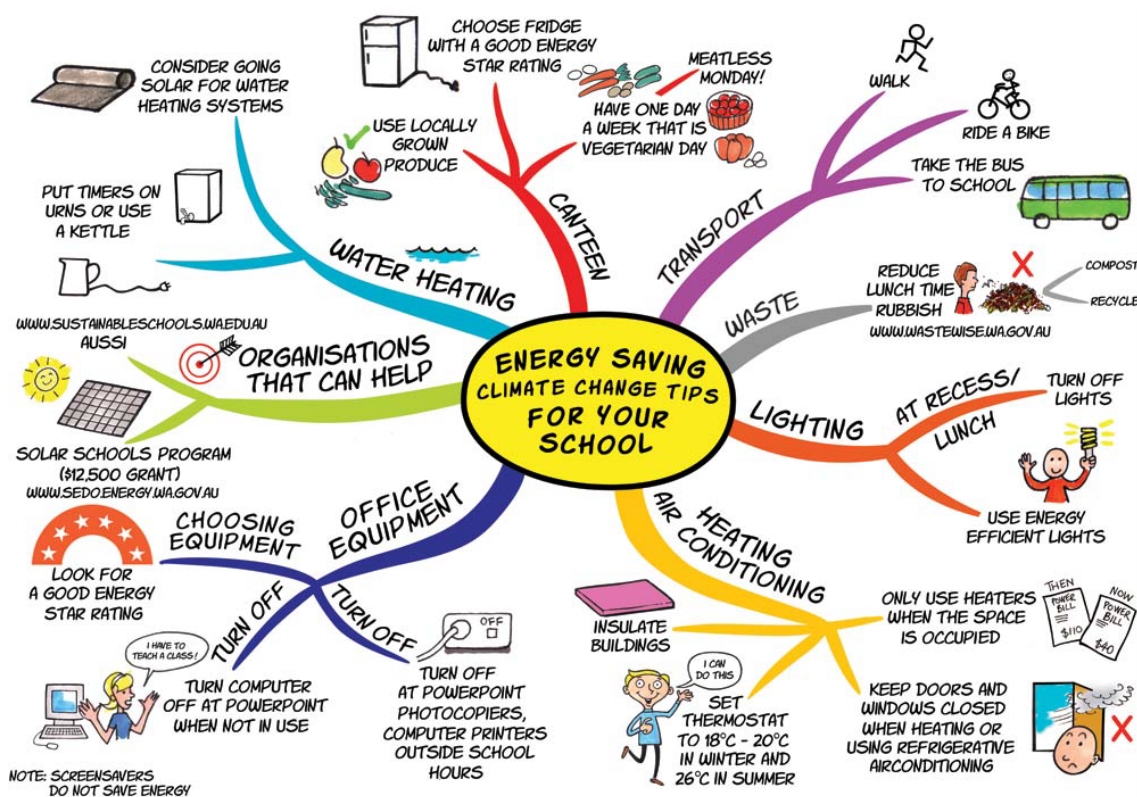 ENERGY SAVING
CLIMATE CHANGE TIPS
FOR YOUR
SCHOOL
CANTEEN
CHOOSE FRIDGE
WITH A GOOD ENERGY
STAR RATING
USE LOCALLY
GROWN
PRODUCE
MEATLESS
MONDAY!
HAVE ONE DAY
A WEEK THAT IS
VEGETARIAN DAY
TRANSPORT
WALK
RIDE A BIKE
TAKE THE BUS
TO SCHOOL
WASTE
REDUCE
LUNCH TIME
RUBBISH
WWW.WASTEWISE.WA.GOV.AU
COMPOST
RECYCLE
LIGHTING
AT RECESS/
LUNCH
TURN OFF
LIGHTS
USE ENERGY
EFFICIENT LIGHTS
HEATING
AIR CONDITIONING
ONLY USE HEATERS
WHEN THE SPACE
IS OCCUPIED
THEN
POWER
BILL
$110
NOW
POWER
BILL
$40
KEEP DOORS AND
WINDOWS CLOSED
WHEN HEATING OR
USING REFRIGERATIVE
AIRCONDITIONING
I CAN
DO THIS
SET
THERMOSTAT
TO 18°C - 20°C
IN WINTER AND
26°C IN SUMMER
INSULATE
BUILDINGS
OFFICE
EQUIPMENT
TURN OFF
OFF
TURN OFF
AT POWERPOINT
PHOTOCOPIERS,
COMPUTER PRINTERS
OUTSIDE SCHOOL
HOURS
TURN OFF
TURN COMPUTER
OFF AT POWERPOINT
WHEN NOT IN USE
I HAVE TO
TEACH A CLASS!
NOTE: SCREENSAVERS
DO NOT SAVE ENERGY
CHOOSING
EQUIPMENT
LOOK FOR
A GOOD ENERGY
STAR RATING
ORGANISATIONS
THAT CAN HELP
WWW.SUSTAINABLESCHOOLS.WA.EDU.AU
AUSSI
SOLAR SCHOOLS PROGRAM
($12,500 GRANT)
WWW.SEDO.ENERGY.WA.GOV.AU
WATER HEATING
PUT TIMERS ON
URNS OR USE
A KETTLE
CONSIDER GOING
SOLAR FOR WATER
HEATING SYSTEMS